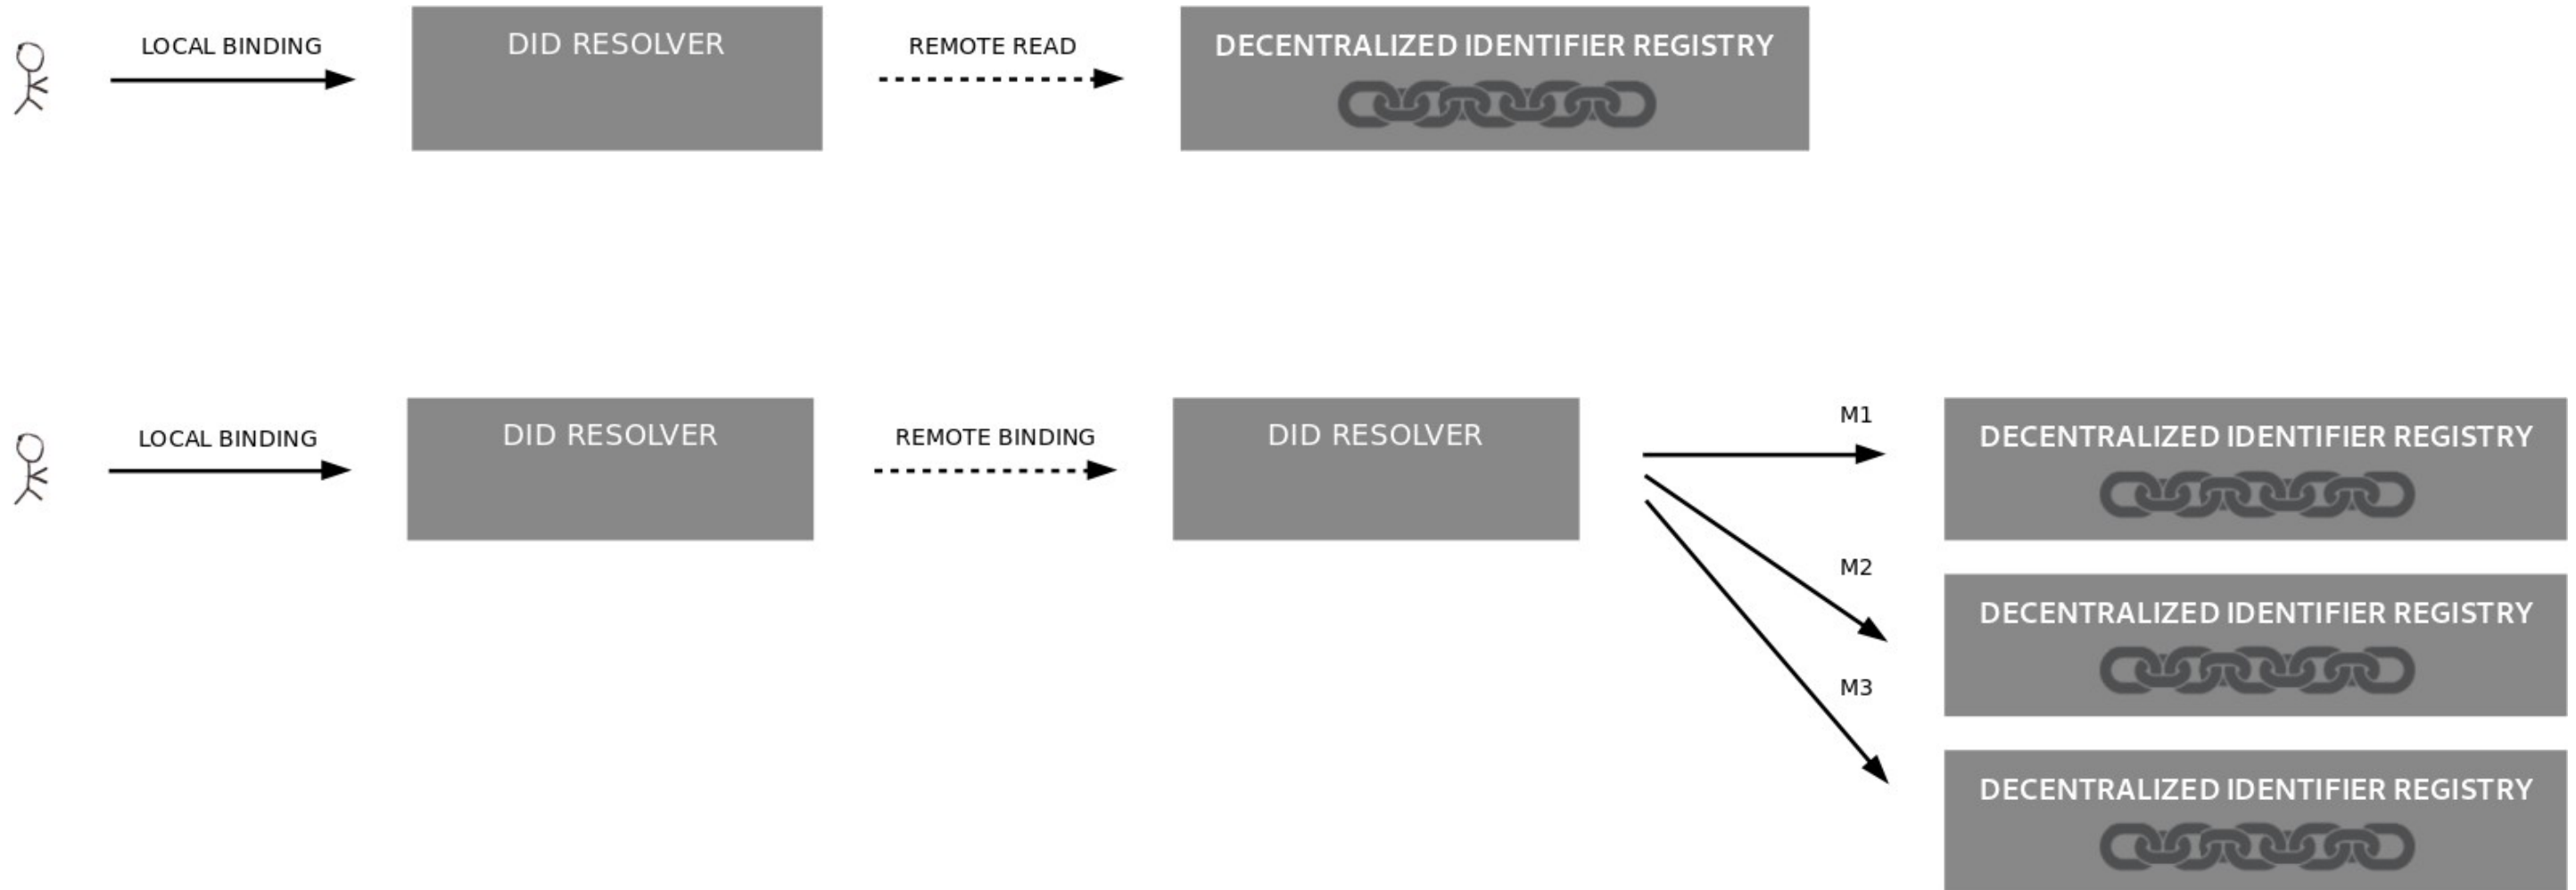 LOCAL BINDING
DID RESOLVER
REMOTE READ
DECENTRALIZED IDENTIFIER REGISTRY
LOCAL BINDING
DID RESOLVER
REMOTE BINDING
DID RESOLVER
M1
DECENTRALIZED IDENTIFIER REGISTRY
M2
DECENTRALIZED IDENTIFIER REGISTRY
M3
DECENTRALIZED IDENTIFIER REGISTRY